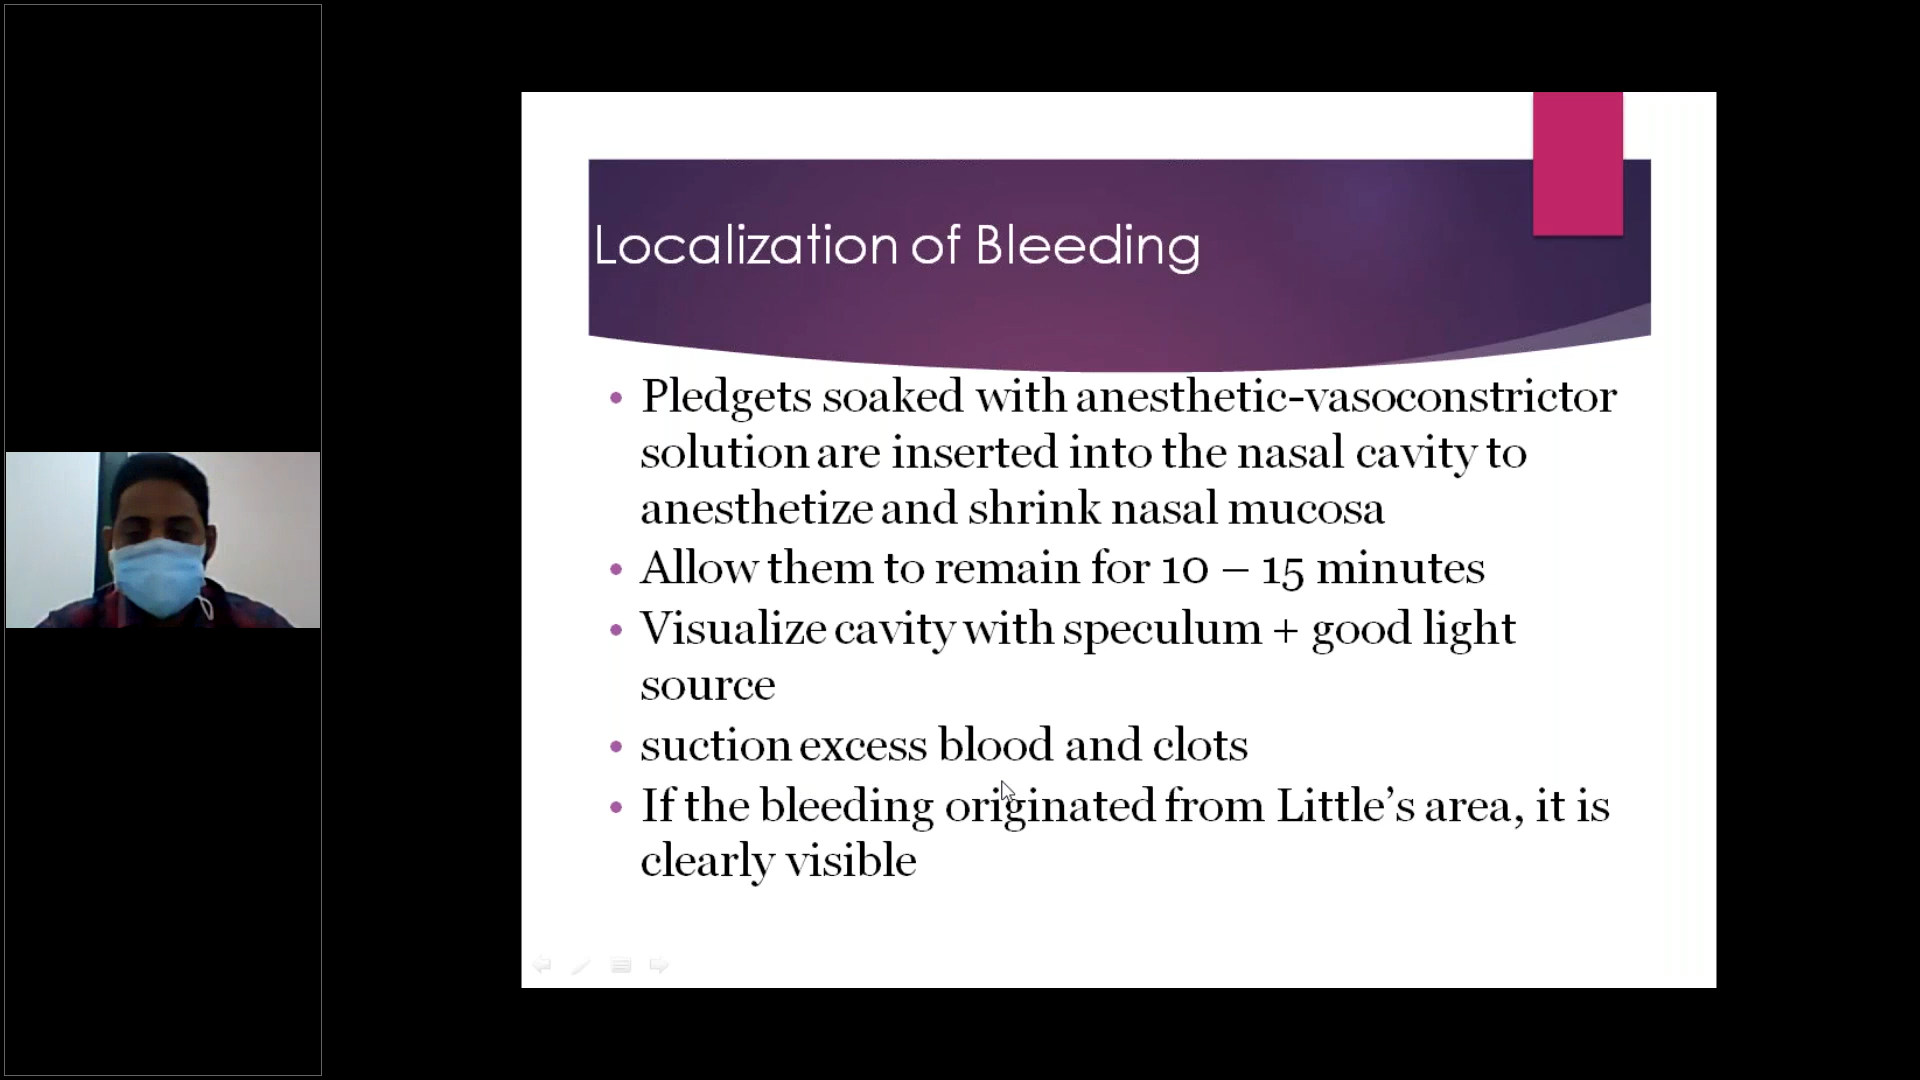 Localization of Bleeding
• Pledgets soaked with anesthetic-vasoconstrictor
solution are inserted into the nasal cavity to
anesthetize and shrink nasal mucosa
• Allow them to remain for 10 – 15 minutes
• Visualize cavity with speculum + good light
source
• suction excess blood and clots
• If the bleeding originated from Little’s area, it is
clearly visible